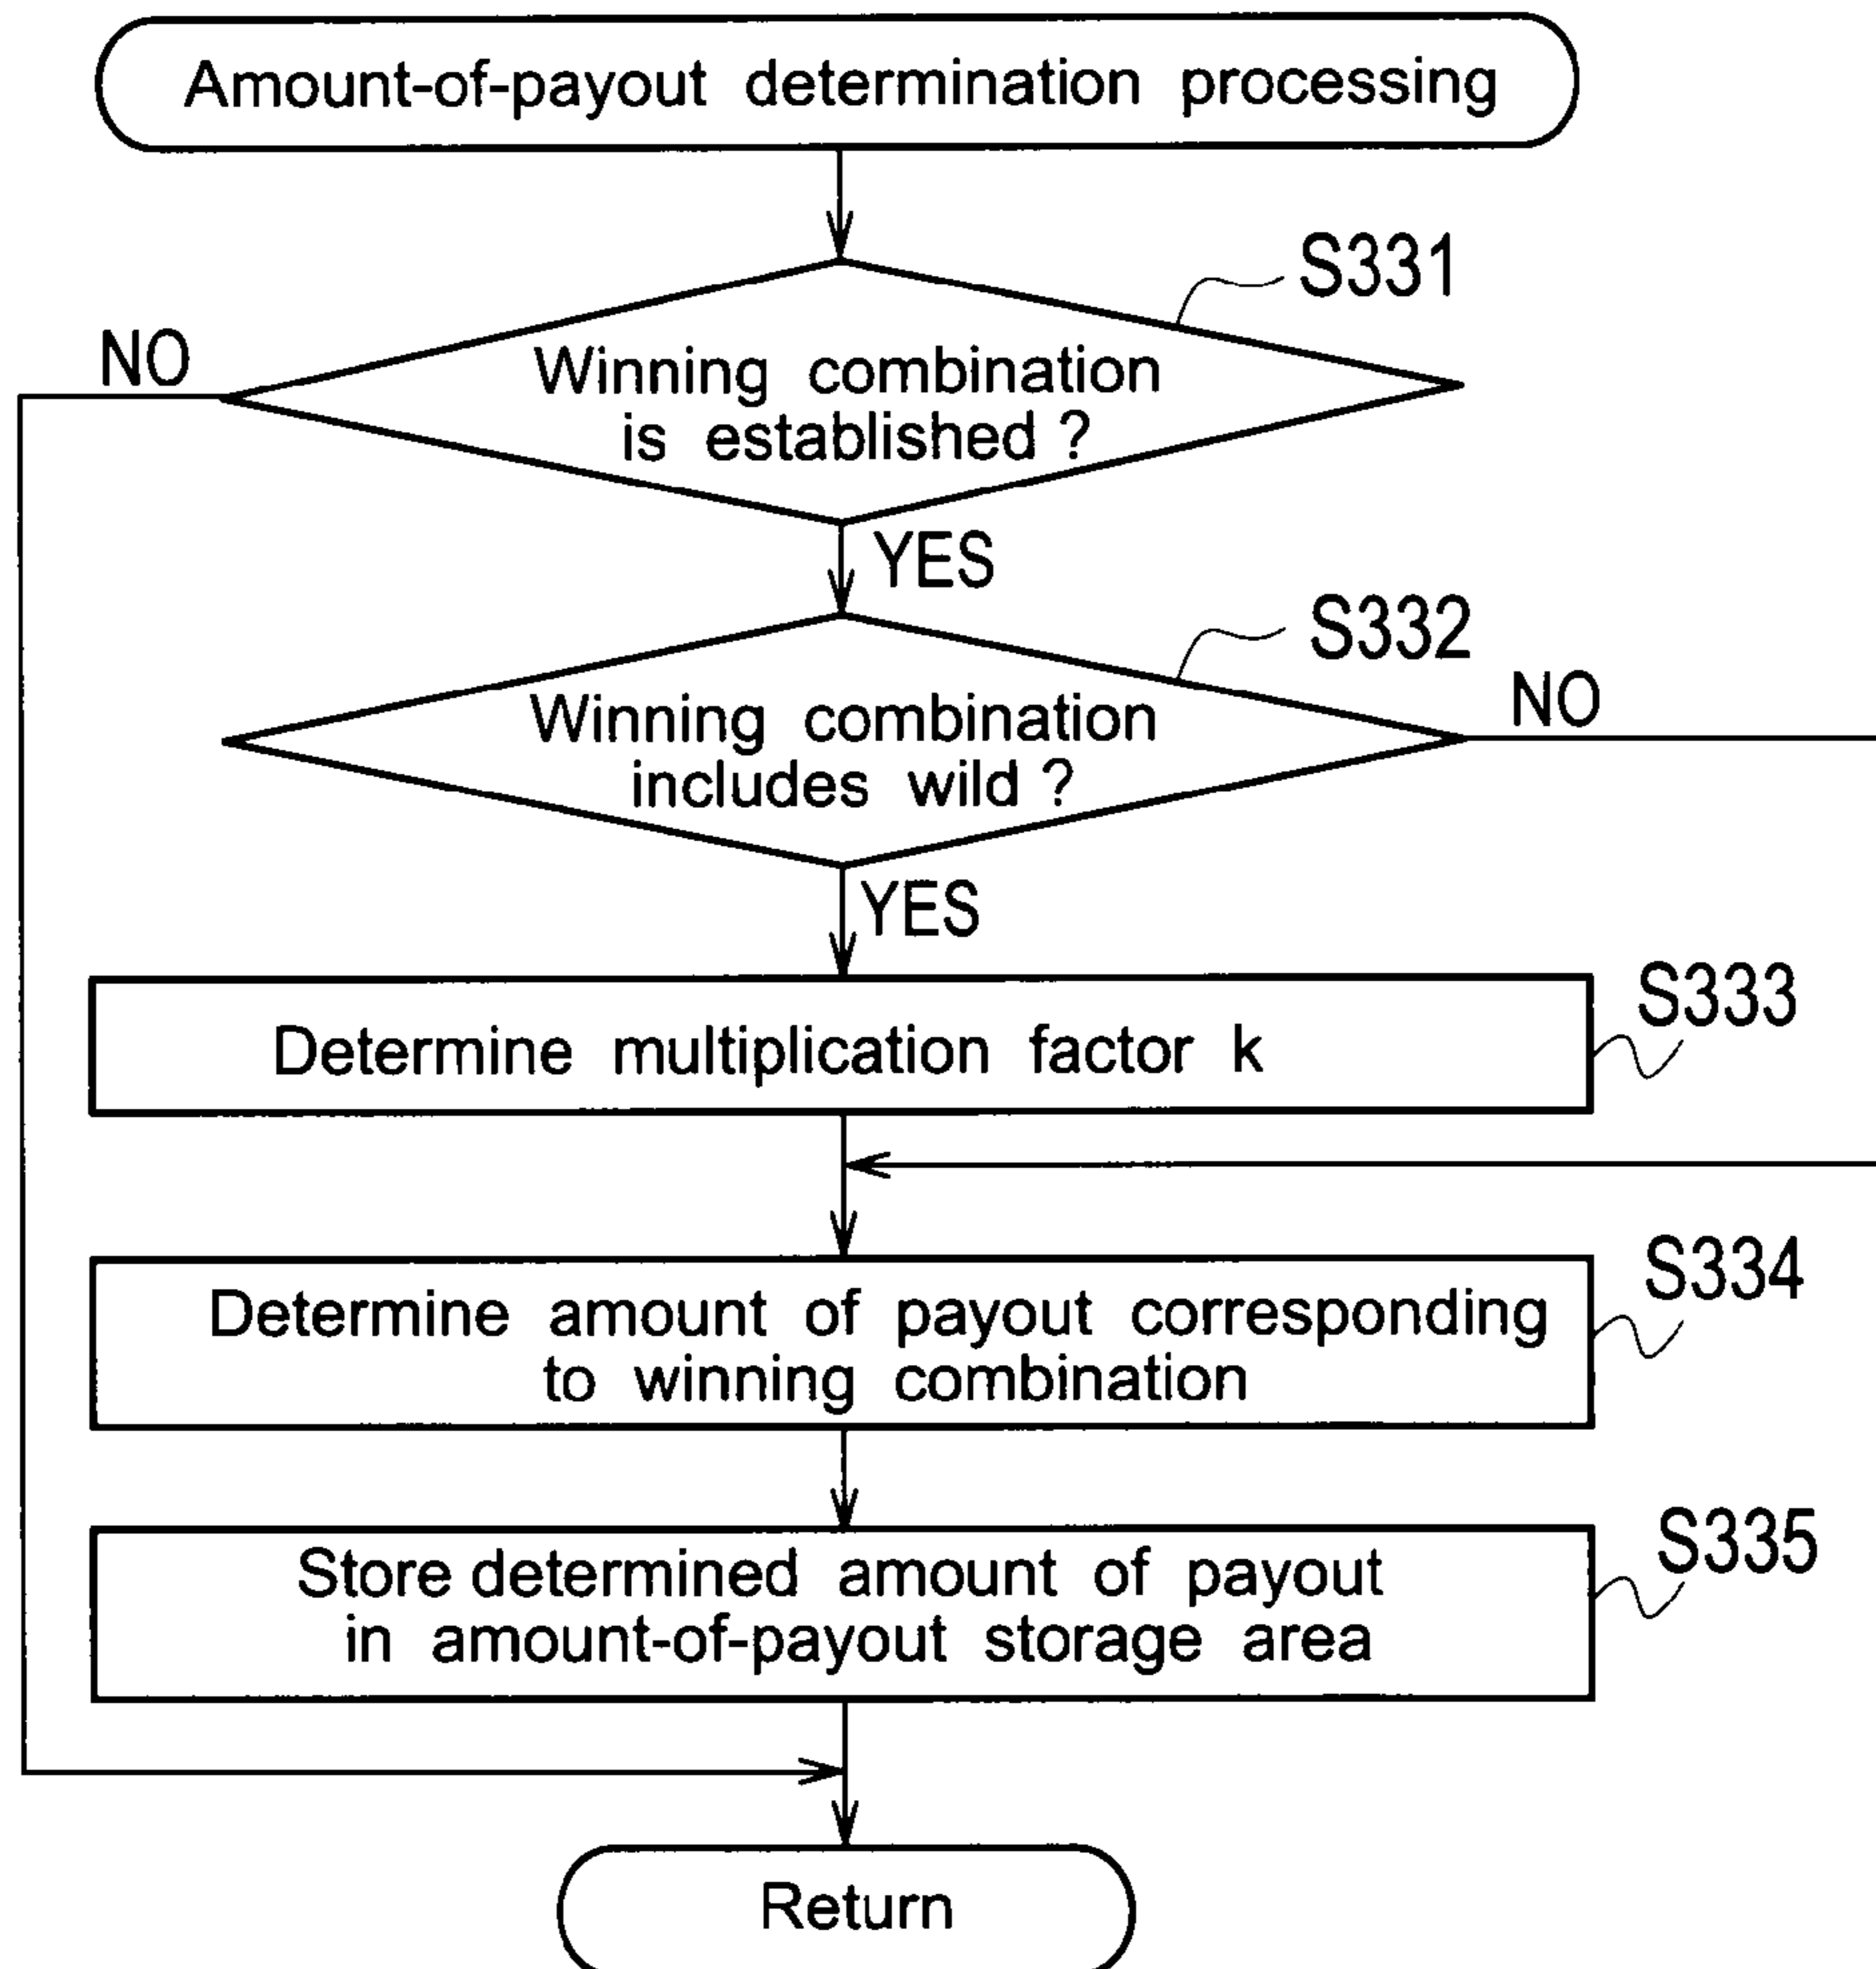 Amount-of-payout determination processing
S331
NO
Winning combination
is established ?
YES
S332
NO
Winning combination
includes wild ?
YES
S333
Determine multiplication factor k
S334
Determine amount of payout corresponding
to winning combination
S335
Store determined amount of payout
in amount-of-payout storage area
Return